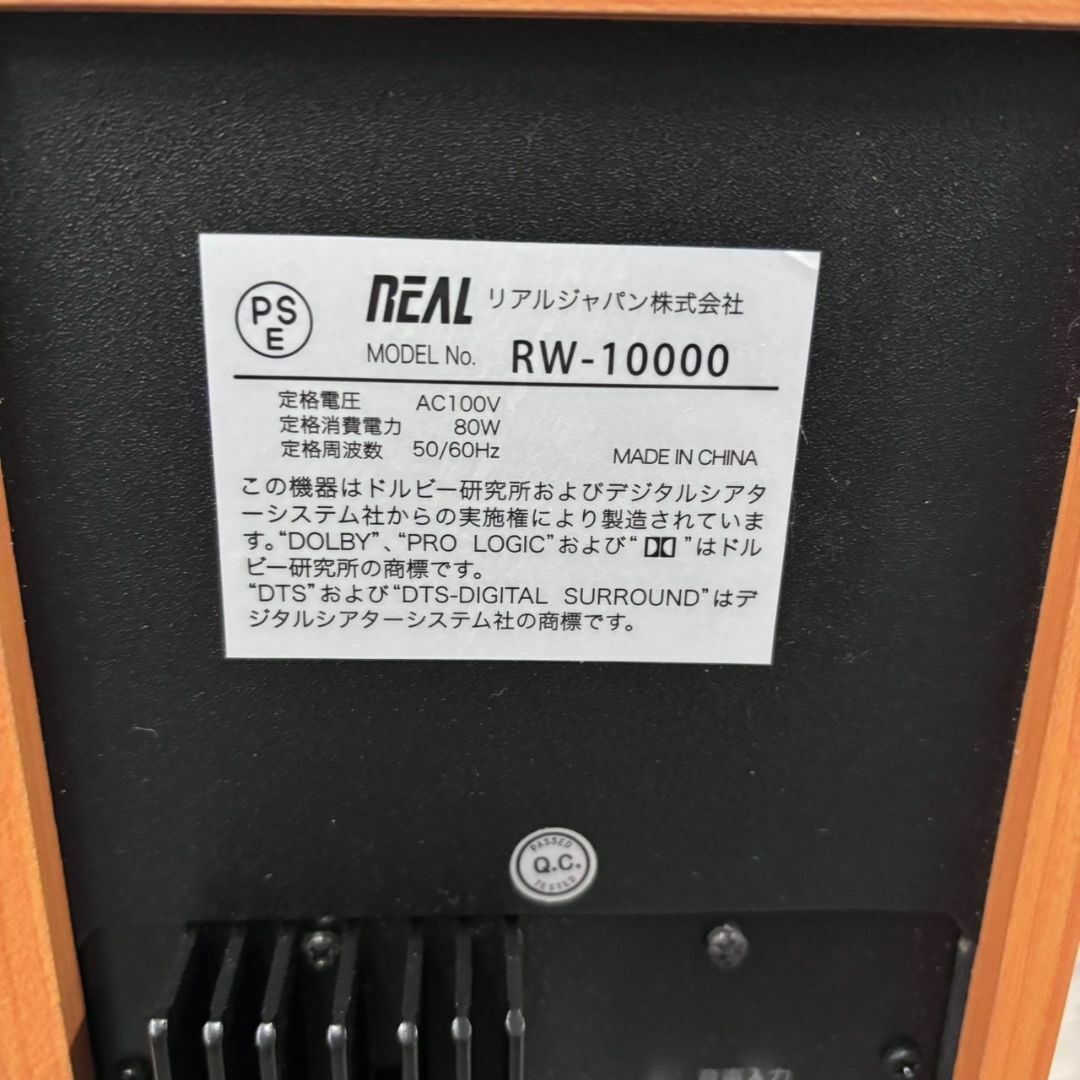 PS
E
REAL リアルジャパン株式会社
MODEL No. RW-10000
定格電圧 AC100V
定格消費電力 80W
定格周波数 50/60Hz
MADE IN CHINA
この機器はドルビー研究所およびデジタルシアタ
ーシステム社からの実施権により製造されていま
す。“DOLBY”、“PRO LOGIC”および“ ”はドル
ビー研究所の商標です。
“DTS”および“DTS-DIGITAL SURROUND”はデ
ジタルシアターシステム社の商標です。
PASSED
Q.C.
TESTED